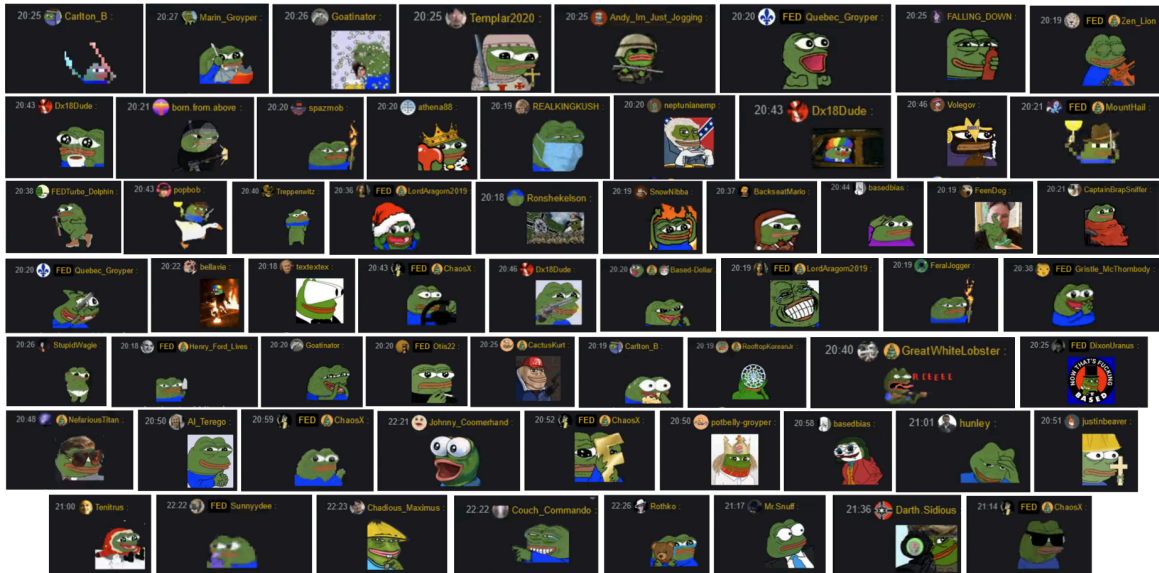 20:25 Carlton_B :
20:27 Marin_Groyper :
20:26 Goatinator :
20:25 Templar2020 :
20:25 Andy_Im_Just_Jogging :
20:20 FED Quebec_Groyper :
20:25 FALLING_DOWN :
20:19 FED Zen_Lion
20:43 Dx18Dude :
20:21 born.from.above :
20:20 spazmob :
20:20 athena88 :
20:19 REALKINGKUSH :
20:20 neptunianemp :
20:43 Dx18Dude :
20:46 Volegov :
20:21 FED MountHail :
20:38 FEDTurbo_Dolphin :
20:43 popbob :
20:40 Treppenwitz :
20:36 LordAragorn2019 :
20:18 Ronshekelson :
20:19 SnowNibba :
20:37 BackseatMario :
20:44 basedbias :
20:19 FeenDog :
20:21 CaptainBrapSniffer :
20:20 FED Quebec_Groyper :
20:22 bellavie :
20:18 textextex :
20:43 FED ChaosX :
20:46 Dx18Dude :
20:20 Based-Dollar
20:19 FED LordAragorn2019 :
20:19 FeralJogger :
20:38 FED Gristle_McThornbody :
20:26 StupidWagie :
20:18 FED Henry_Ford_Lives :
20:20 Goatinator :
20:20 FED Otis22 :
20:25 CactusKurt :
20:19 Carlton_B :
20:19 RooftopKoreanJr :
20:40 GreatWhiteLobster :
REEEEE
20:25 FED DixonUranus :
NOW THAT'S FUCKING
BASED
20:48 NefariousTitan :
20:50 Al_Terego :
20:59 FED ChaosX :
22:21 Johnny_Coomerhand :
20:52 FED ChaosX :
20:50 potbelly-groyper :
20:58 basedbias :
21:01 hunley :
20:51 justinbeaver :
21:00 Tenitrus :
22:22 FED Sunnyydee :
22:23 Chadious_Maximus :
22:22 Couch_Commando :
22:26 Rothko :
21:17 Mr.Snuff :
21:36 Darth.Sidious :
21:14 FED ChaosX :